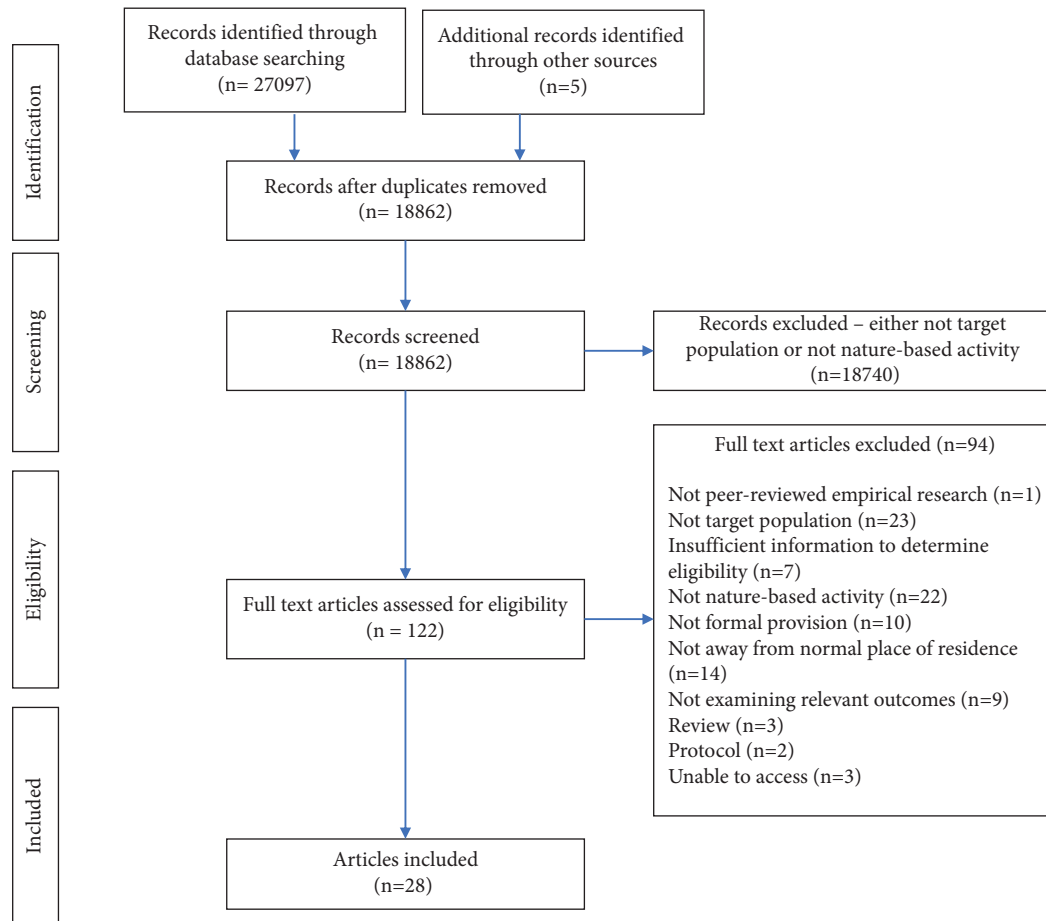 Identification
Records identified through
database searching
(n= 27097)
Additional records identified
through other sources
(n=5)
Records after duplicates removed
(n= 18862)
Screening
Records screened
(n= 18862)
Records excluded – either not target
population or not nature-based activity
(n=18740)
Eligibility
Full text articles assessed for eligibility
(n = 122)
Full text articles excluded (n=94)
Not peer-reviewed empirical research (n=1)
Not target population (n=23)
Insufficient information to determine
eligibility (n=7)
Not nature-based activity (n=22)
Not formal provision (n=10)
Not away from normal place of residence
(n=14)
Not examining relevant outcomes (n=9)
Review (n=3)
Protocol (n=2)
Unable to access (n=3)
Included
Articles included
(n=28)